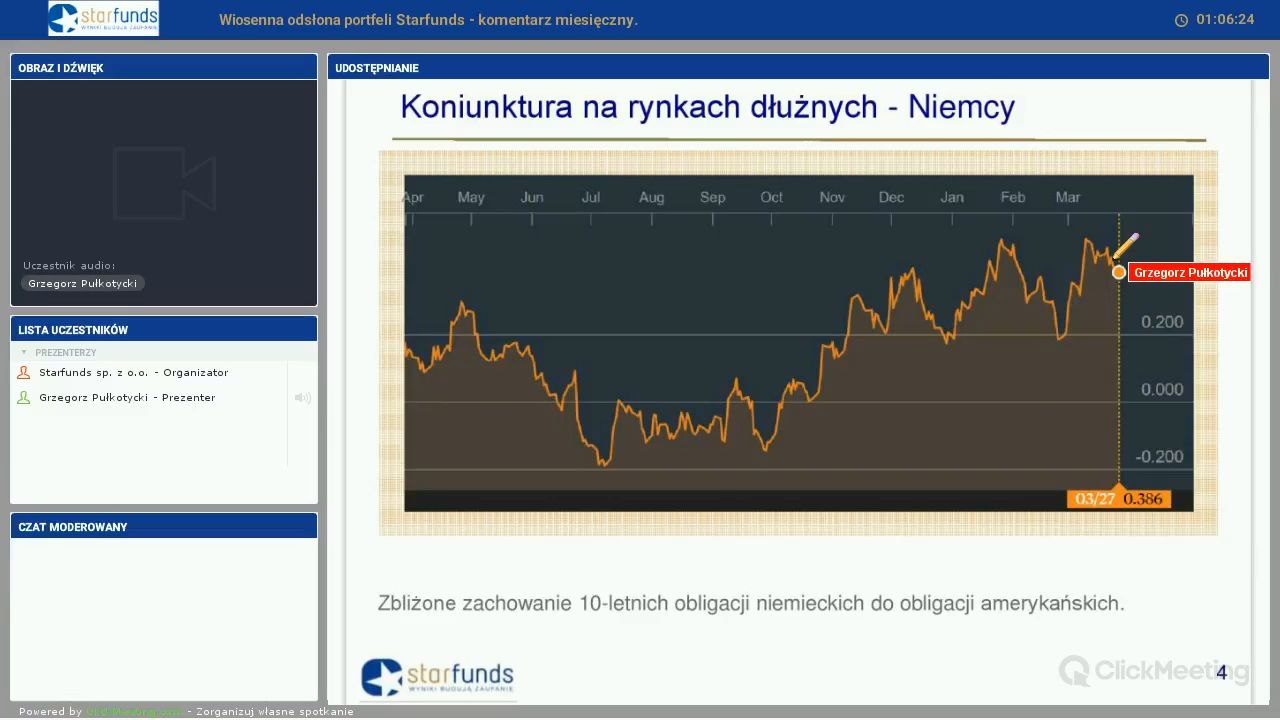 starfunds
WYNIKI BUDUJĄ ZAUFANIE
Wiosenna odsłona portfeli Starfunds - komentarz miesięczny.
01:06:24
OBRAZ I DŹWIĘK
Uczestnik audio:
Grzegorz Pułkotycki
LISTA UCZESTNIKÓW
PREZENTERZY
Starfunds sp. z o.o. - Organizator
Grzegorz Pułkotycki - Prezenter
CZAT MODEROWANY
UDOSTĘPNIANIE
Koniunktura na rynkach dłużnych - Niemcy
Apr May Jun Jul Aug Sep Oct Nov Dec Jan Feb Mar
Grzegorz Pułkotycki
0.200
0.000
-0.200
03/27 0.386
Zbliżone zachowanie 10-letnich obligacji niemieckich do obligacji amerykańskich.
starfunds
WYNIKI BUDUJĄ ZAUFANIE
ClickMeeting
4
Powered by ClickMeeting.com - Zorganizuj własne spotkanie